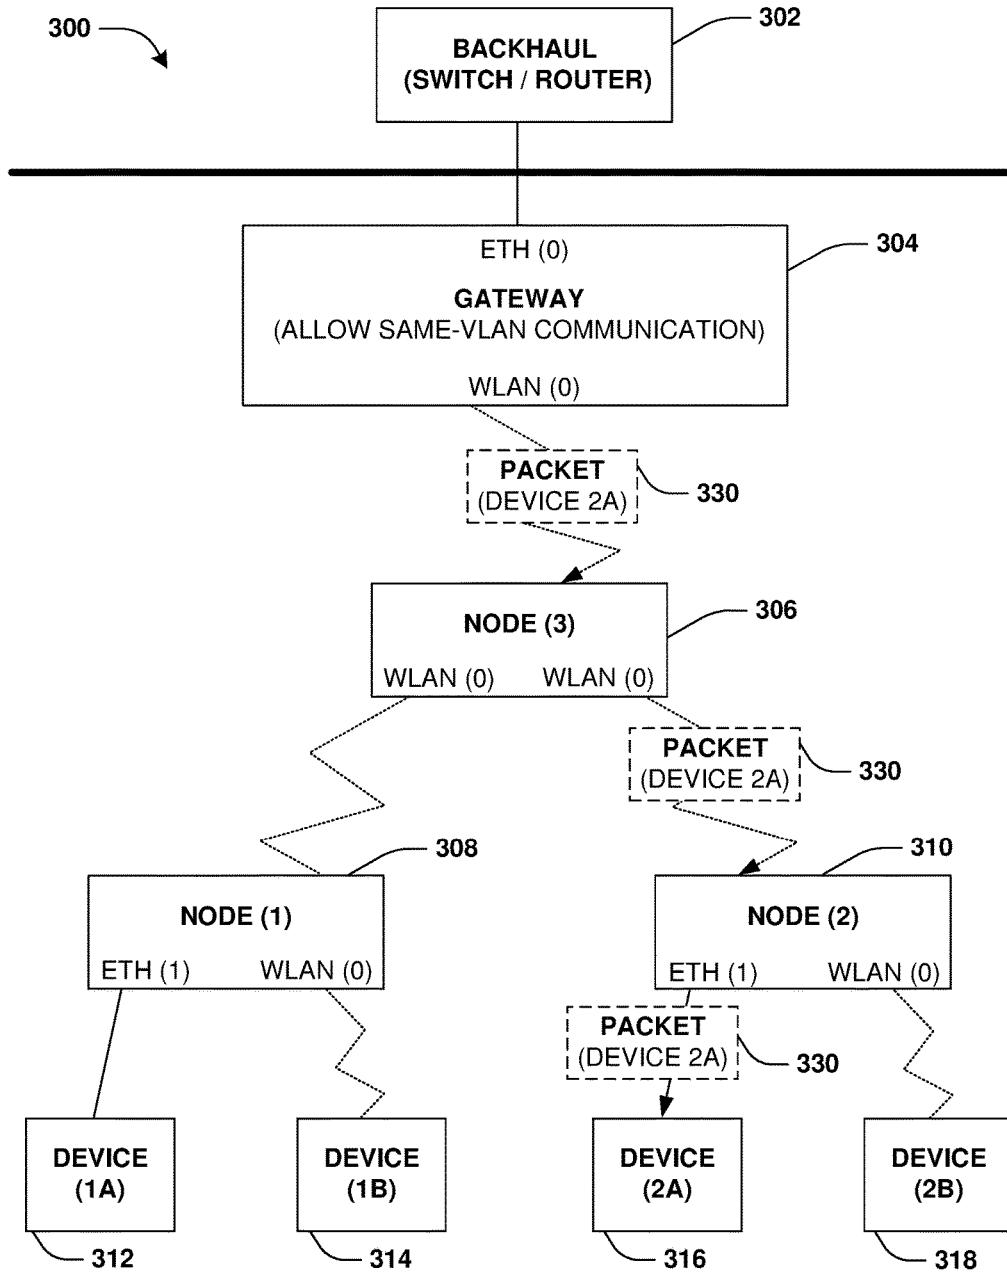 300
302
BACKHAUL
(SWITCH / ROUTER)
304
ETH (0)
GATEWAY
(ALLOW SAME-VLAN COMMUNICATION)
WLAN (0)
PACKET
(DEVICE 2A)
330
306
NODE (3)
WLAN (0) WLAN (0)
PACKET
(DEVICE 2A)
330
308
310
NODE (1)
ETH (1) WLAN (0)
NODE (2)
ETH (1) WLAN (0)
PACKET
(DEVICE 2A)
330
DEVICE
(1A)
312
DEVICE
(1B)
314
DEVICE
(2A)
316
DEVICE
(2B)
318